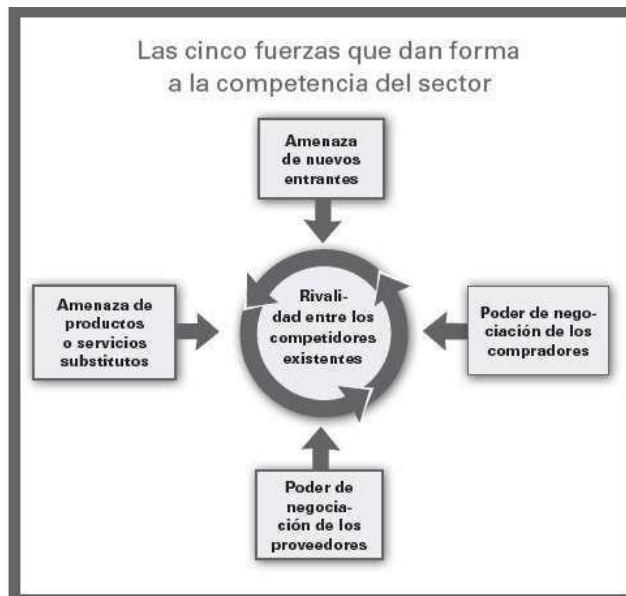 Las cinco fuerzas que dan forma
a la competencia del sector
Amenaza
de nuevos
entrantes
Amenaza de
productos
o servicios
substitutos
Rivali-
dad entre los
competidores
existentes
Poder de nego-
ciación de los
compradores
Poder de
negocia-
ción de los
proveedores